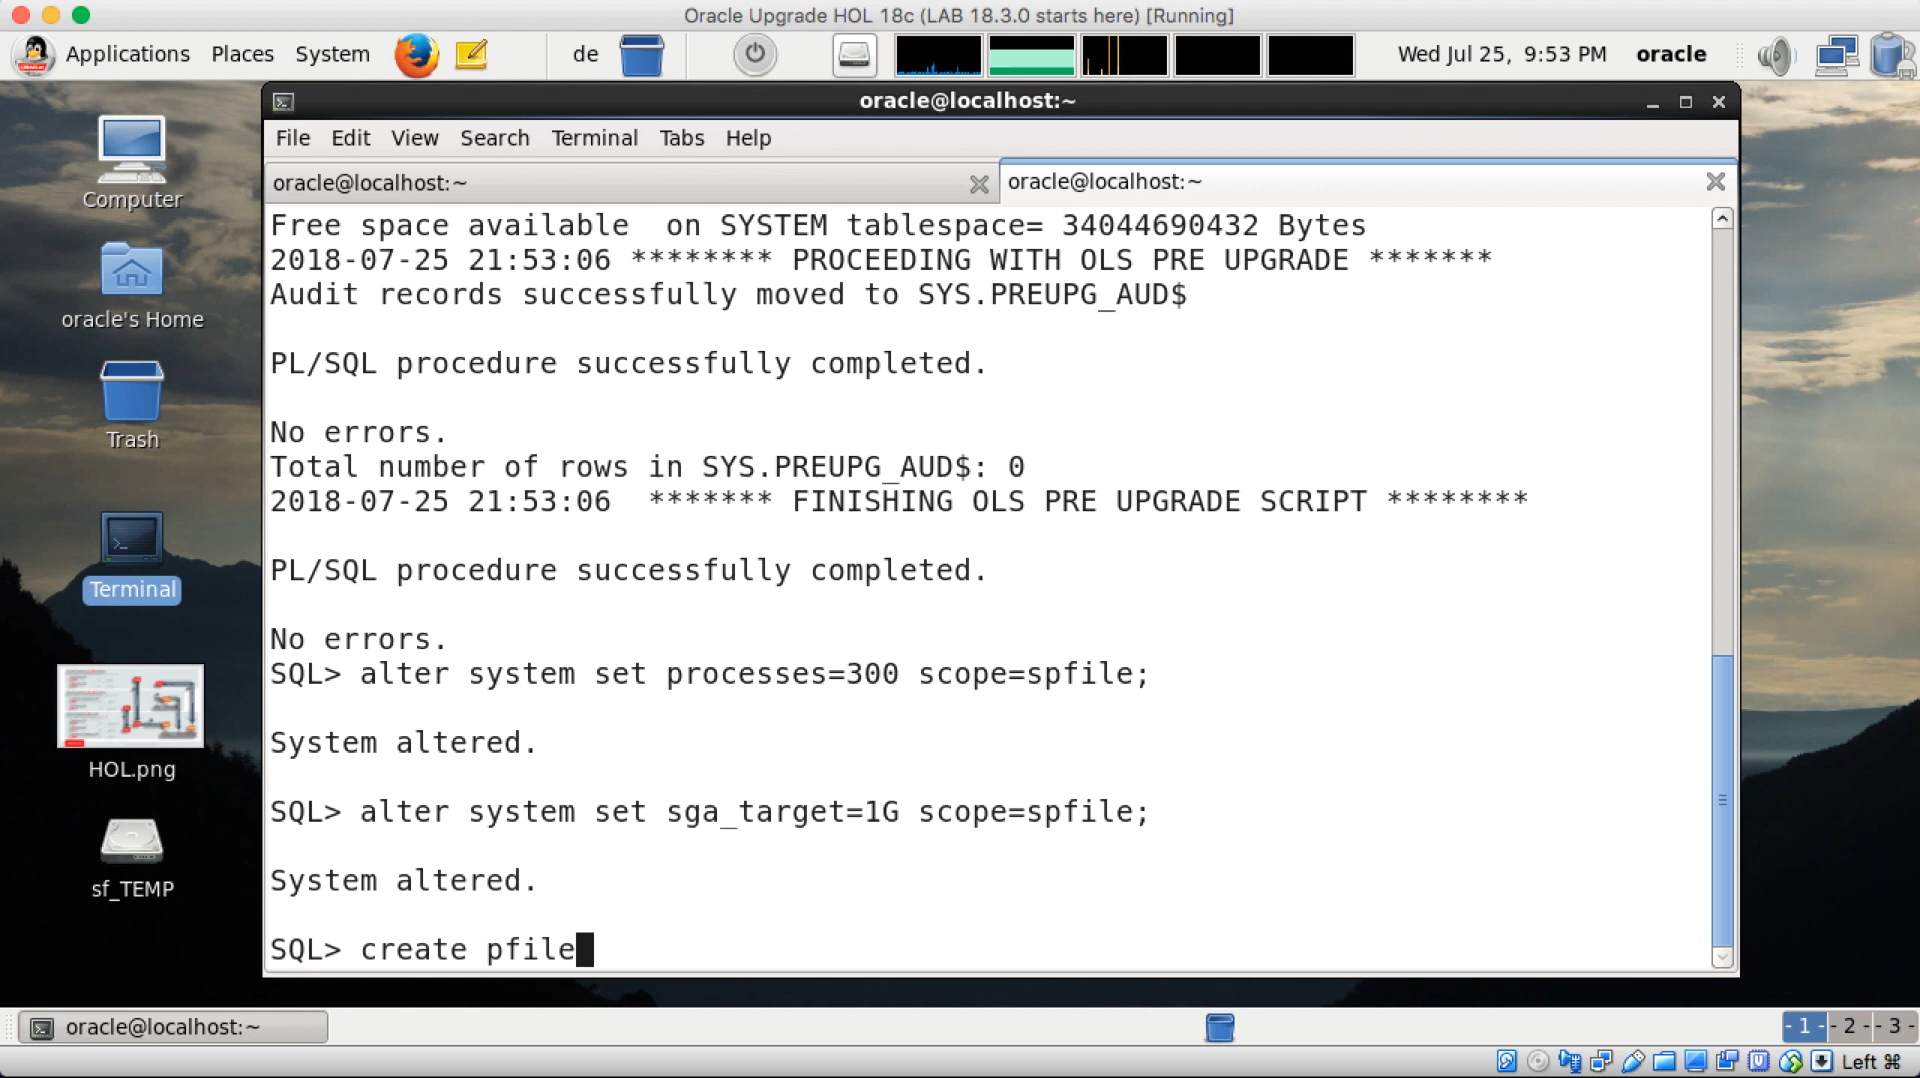 Oracle Upgrade HOL 18c (LAB 18.3.0 starts here) [Running]
Applications Places System de Wed Jul 25, 9:53 PM oracle
oracle@localhost:~
File Edit View Search Terminal Tabs Help
oracle@localhost:~ oracle@localhost:~
Computer
oracle's Home
Trash
Terminal
HOL.png
sf_TEMP
Free space available  on SYSTEM tablespace= 34044690432 Bytes
2018-07-25 21:53:06 ******** PROCEEDING WITH OLS PRE UPGRADE *******
Audit records successfully moved to SYS.PREUPG_AUD$
PL/SQL procedure successfully completed.
No errors.
Total number of rows in SYS.PREUPG_AUD$: 0
2018-07-25 21:53:06  ******* FINISHING OLS PRE UPGRADE SCRIPT ********
PL/SQL procedure successfully completed.
No errors.
SQL> alter system set processes=300 scope=spfile;
System altered.
SQL> alter system set sga_target=1G scope=spfile;
System altered.
SQL> create pfile
oracle@localhost:~
- 1 - - 2 - - 3 -
Left ⌘